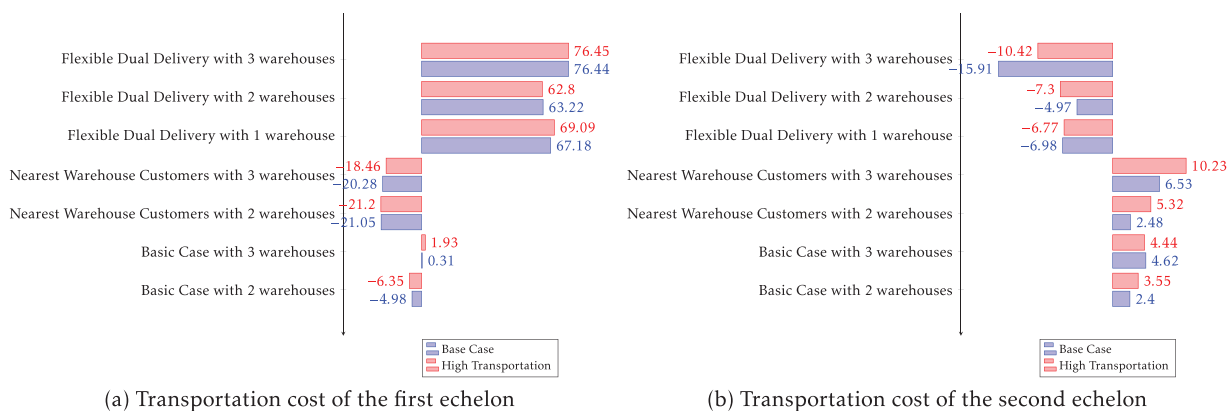 Flexible Dual Delivery with 3 warehouses
76.45
76.44
Flexible Dual Delivery with 2 warehouses
62.8
63.22
Flexible Dual Delivery with 1 warehouse
69.09
67.18
Nearest Warehouse Customers with 3 warehouses
−18.46
−20.28
Nearest Warehouse Customers with 2 warehouses
−21.2
−21.05
Basic Case with 3 warehouses
1.93
0.31
Basic Case with 2 warehouses
−6.35
−4.98
Base Case
High Transportation
(a) Transportation cost of the first echelon
Flexible Dual Delivery with 3 warehouses
−10.42
−15.91
Flexible Dual Delivery with 2 warehouses
−7.3
−4.97
Flexible Dual Delivery with 1 warehouse
−6.77
−6.98
Nearest Warehouse Customers with 3 warehouses
10.23
6.53
Nearest Warehouse Customers with 2 warehouses
5.32
2.48
Basic Case with 3 warehouses
4.44
4.62
Basic Case with 2 warehouses
3.55
2.4
Base Case
High Transportation
(b) Transportation cost of the second echelon